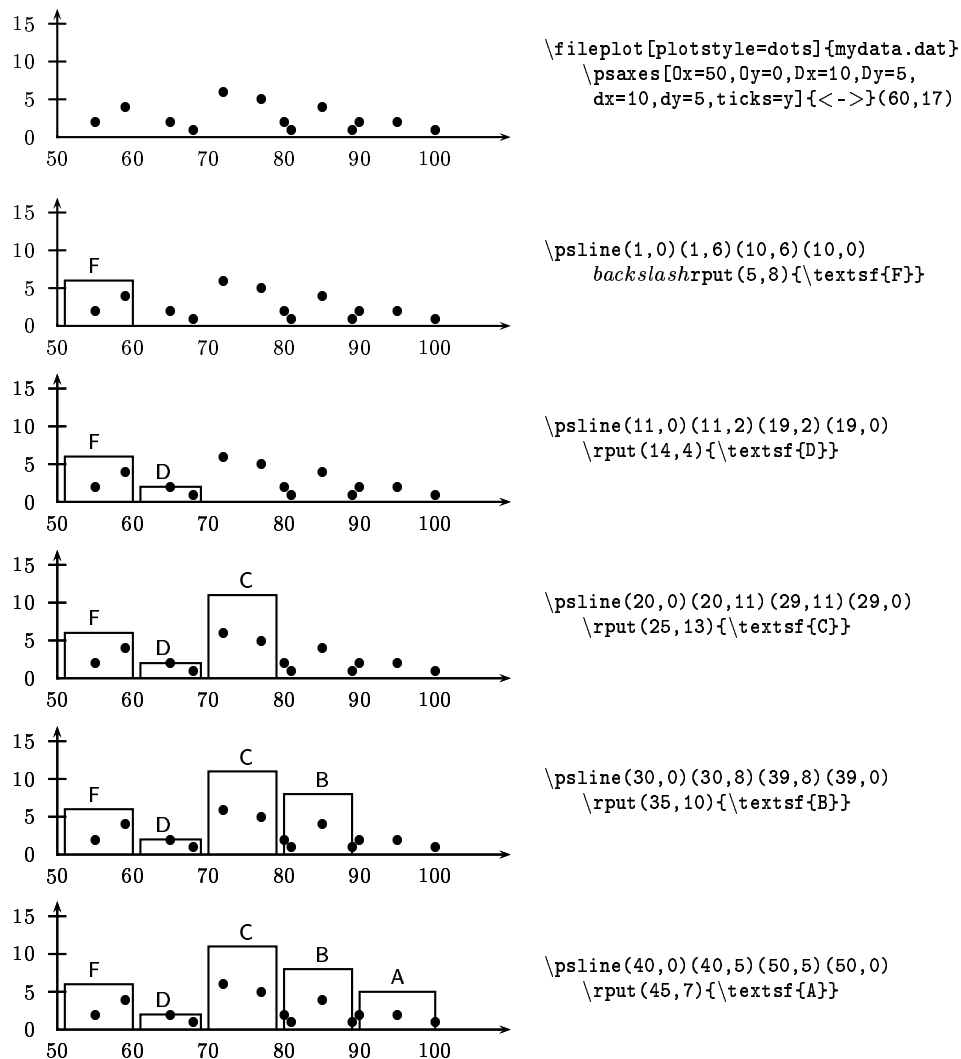 15
10
5
0
50 60 70 80 90 100
\fileplot[plotstyle=dots]{mydata.dat}
\psaxes[Ox=50,Oy=0,Dx=10,Dy=5,
dx=10,dy=5,ticks=y]{<->}(60,17)
15
10
F
5
0
50 60 70 80 90 100
\psline(1,0)(1,6)(10,6)(10,0)
backslashrput(5,8){\textsf{F}}
15
10
F
5
D
0
50 60 70 80 90 100
\psline(11,0)(11,2)(19,2)(19,0)
\rput(14,4){\textsf{D}}
15
C
10
F
5
D
0
50 60 70 80 90 100
\psline(20,0)(20,11)(29,11)(29,0)
\rput(25,13){\textsf{C}}
15
C
10
B
F
5
D
0
50 60 70 80 90 100
\psline(30,0)(30,8)(39,8)(39,0)
\rput(35,10){\textsf{B}}
15
C
10
B
A
F
5
D
0
50 60 70 80 90 100
\psline(40,0)(40,5)(50,5)(50,0)
\rput(45,7){\textsf{A}}